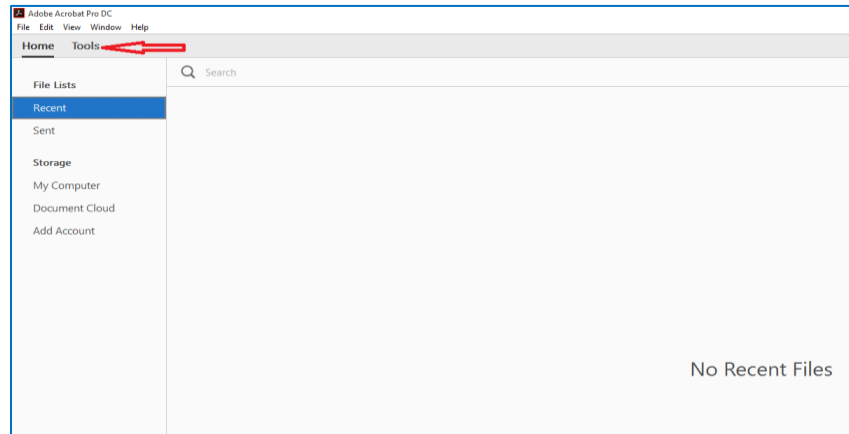 Adobe Acrobat Pro DC
File Edit View Window Help
Home Tools
Search
File Lists
Recent
Sent
Storage
My Computer
Document Cloud
Add Account
No Recent Files